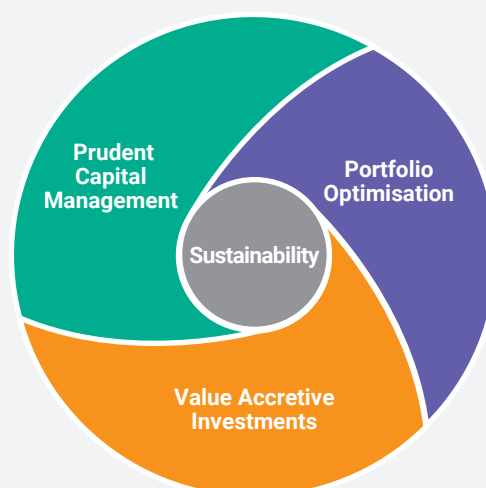 Prudent
Capital
Management
Portfolio
Optimisation
Sustainability
Value Accretive
Investments